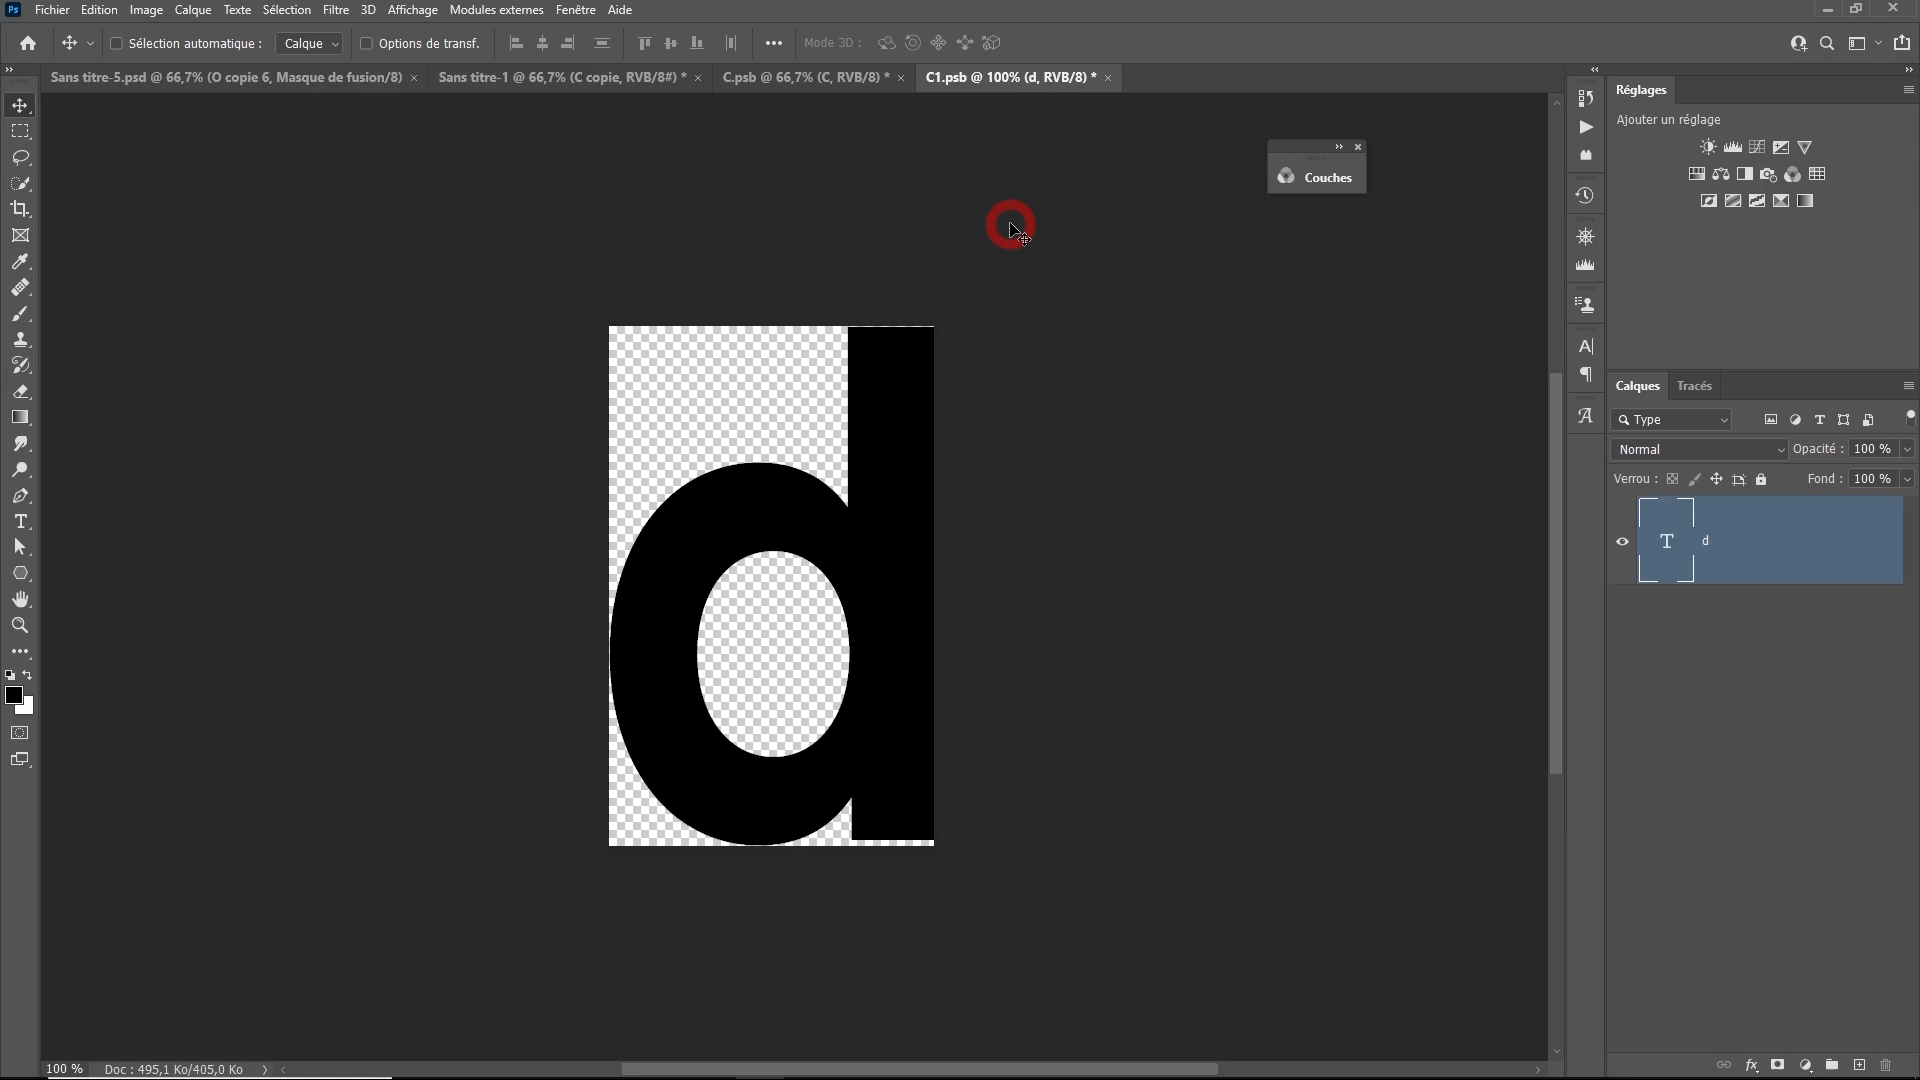 Ps Fichier Edition Image Calque Texte Sélection Filtre 3D Affichage Modules externes Fenêtre Aide
Sélection automatique : Calque Options de transf. Mode 3D :
Sans titre-5.psd @ 66,7% (O copie 6, Masque de fusion/8) Sans titre-1 @ 66,7% (C copie, RVB/8#) * C.psb @ 66,7% (C, RVB/8) * C1.psb @ 100% (d, RVB/8) *
Réglages
Ajouter un réglage
Couches
d
Calques Tracés
Type
Normal Opacité : 100 %
Verrou : Fond : 100 %
T d
100 % Doc : 495,1 Ko/405,0 Ko